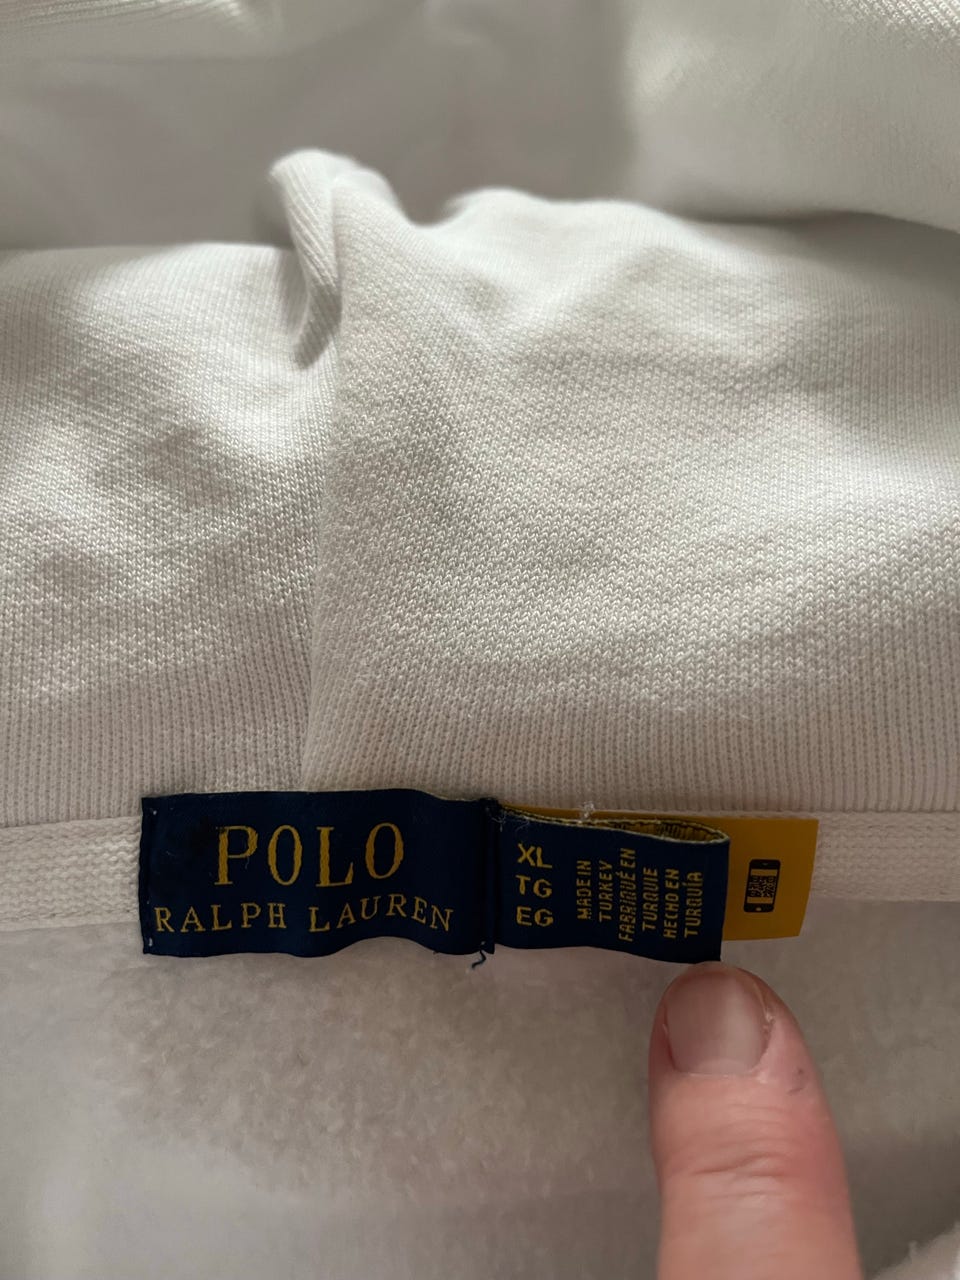 POLO
RALPH LAUREN
XL
TG
EG
MADE IN
TURKEY
FABRIQUÉ EN
TURQUIE
HECHO EN
TURQUÍA